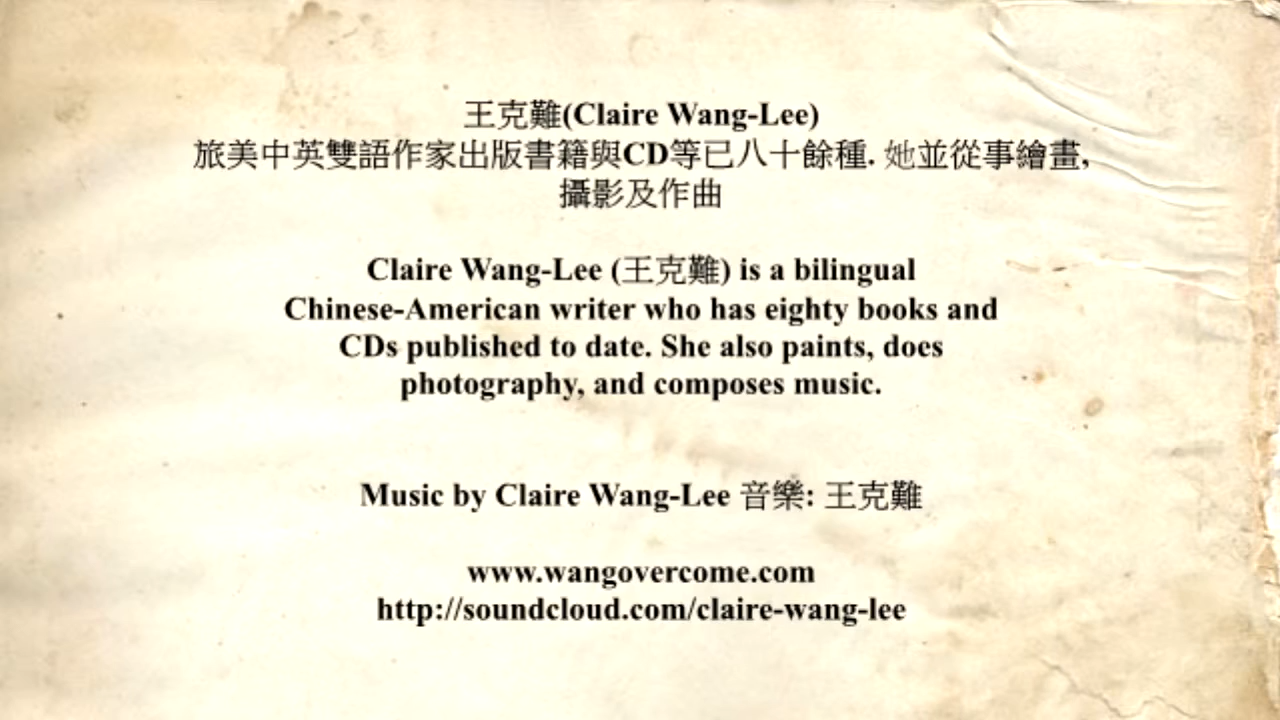 王克難(Claire Wang-Lee)
旅美中英雙語作家出版書籍與CD等已八十餘種. 她並從事繪畫,
攝影及作曲
Claire Wang-Lee (王克難) is a bilingual
Chinese-American writer who has eighty books and
CDs published to date. She also paints, does
photography, and composes music.
Music by Claire Wang-Lee 音樂: 王克難
www.wangovercome.com
http://soundcloud.com/claire-wang-lee